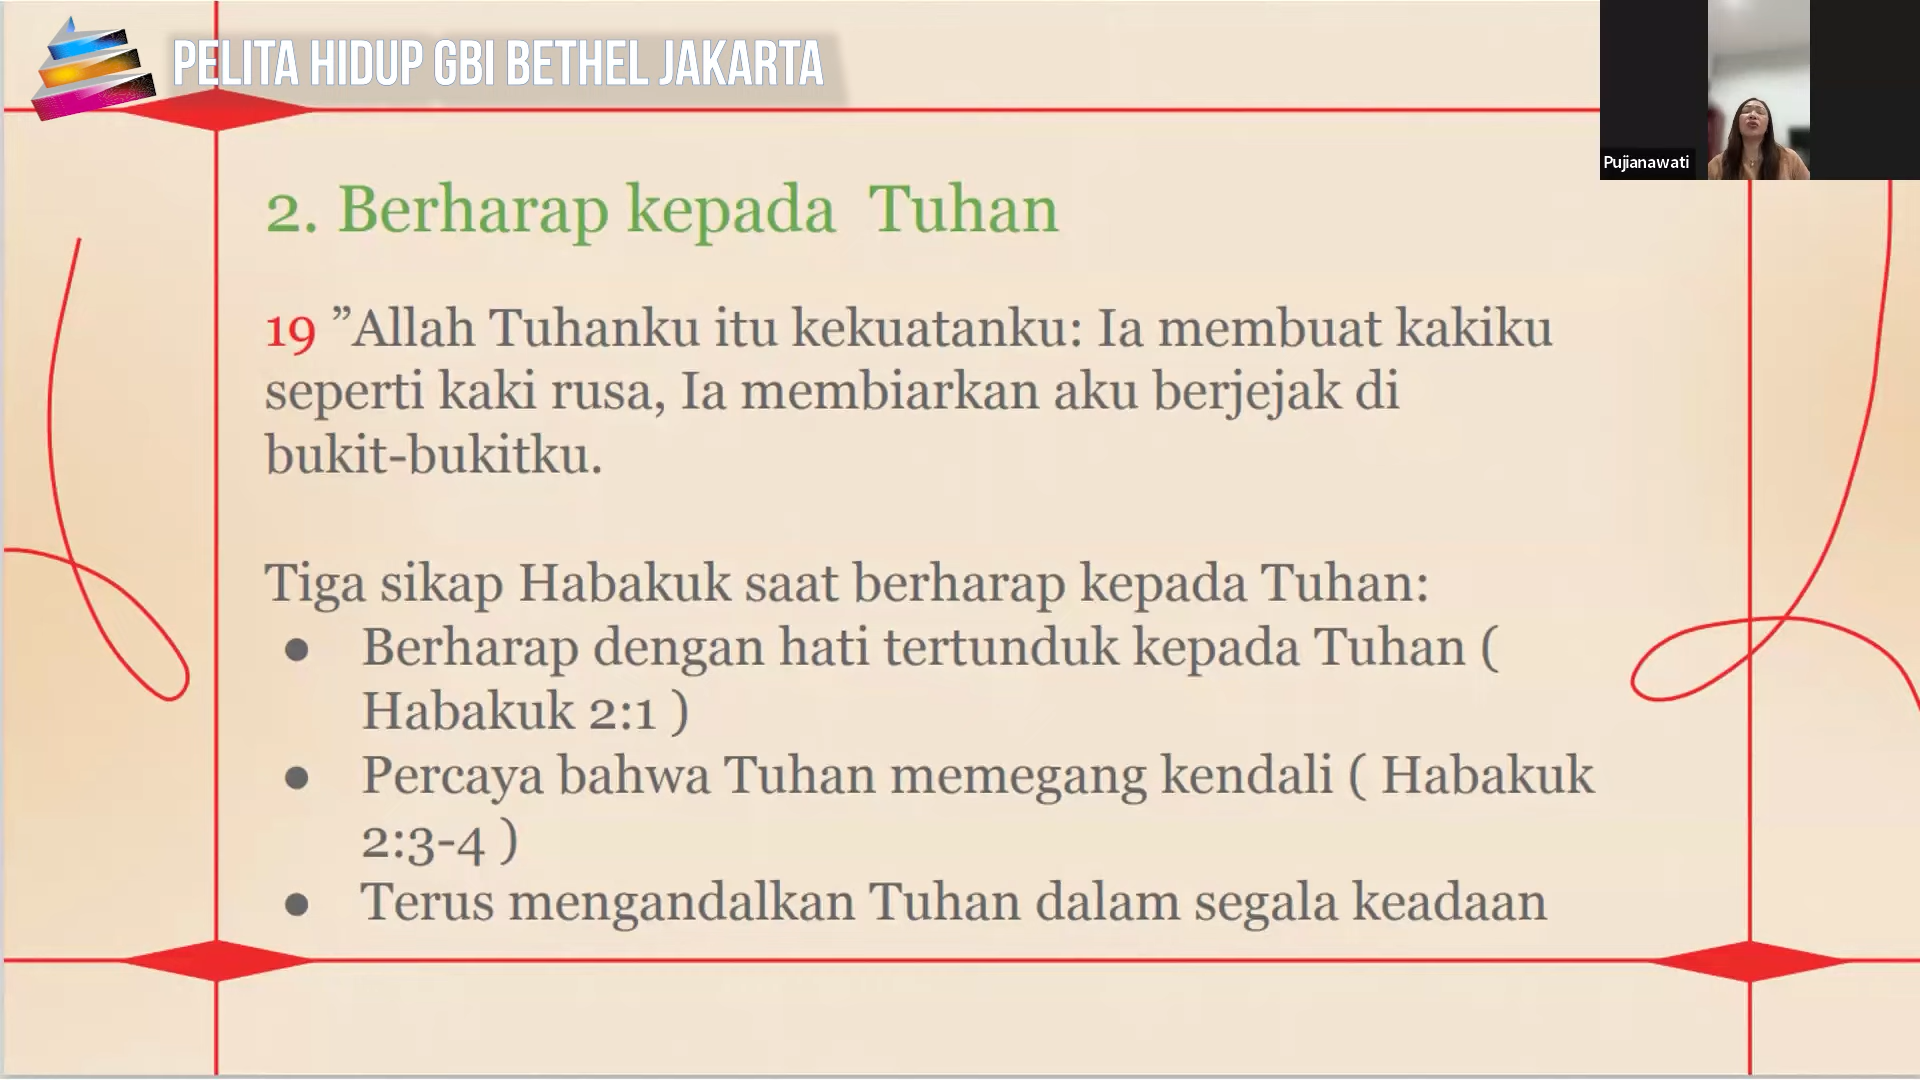 PELITA HIDUP GBI BETHEL JAKARTA
Pujianawati
2. Berharap kepada  Tuhan
19 ”Allah Tuhanku itu kekuatanku: Ia membuat kakiku
seperti kaki rusa, Ia membiarkan aku berjejak di
bukit-bukitku.
Tiga sikap Habakuk saat berharap kepada Tuhan:
● Berharap dengan hati tertunduk kepada Tuhan (
Habakuk 2:1 )
● Percaya bahwa Tuhan memegang kendali ( Habakuk
2:3-4 )
● Terus mengandalkan Tuhan dalam segala keadaan